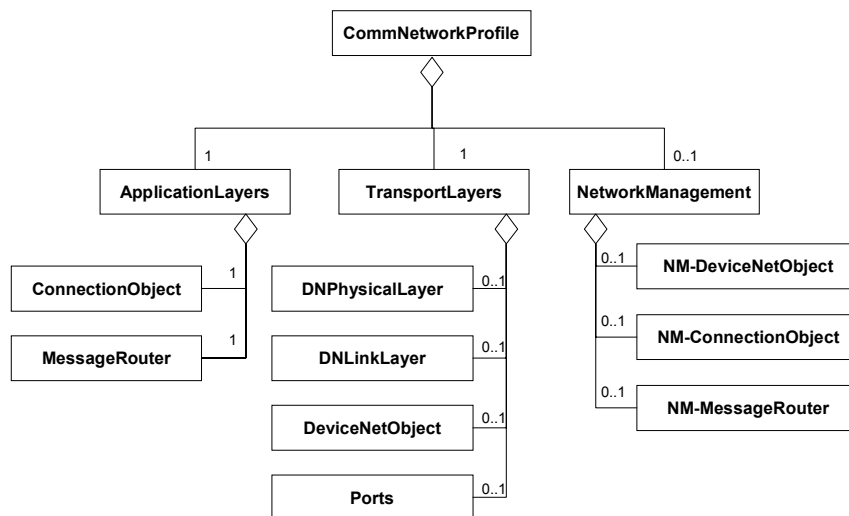 CommNetworkProfile
1
1
0..1
ApplicationLayers
TransportLayers
NetworkManagement
ConnectionObject
1
MessageRouter
1
DNPhysicalLayer
0..1
DNLinkLayer
0..1
DeviceNetObject
0..1
Ports
0..1
0..1
NM-DeviceNetObject
0..1
NM-ConnectionObject
0..1
NM-MessageRouter